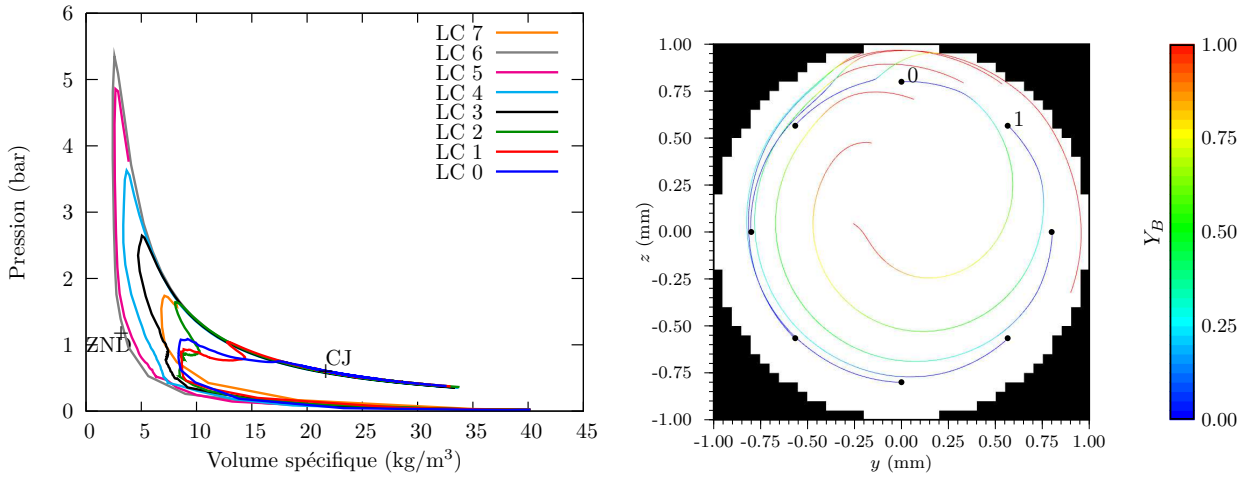 6
5
4
3
2
1
0
Pression (bar)
LC 7
LC 6
LC 5
LC 4
LC 3
LC 2
LC 1
LC 0
ZND
CJ
0 5 10 15 20 25 30 35 40 45
Volume spécifique (kg/m³)
1.00
0.75
0.50
0.25
0.00
-0.25
-0.50
-0.75
-1.00
z (mm)
0
1
-1.00 -0.75 -0.50 -0.25 0.00 0.25 0.50 0.75 1.00
y (mm)
Y_B
1.00
0.75
0.50
0.25
0.00